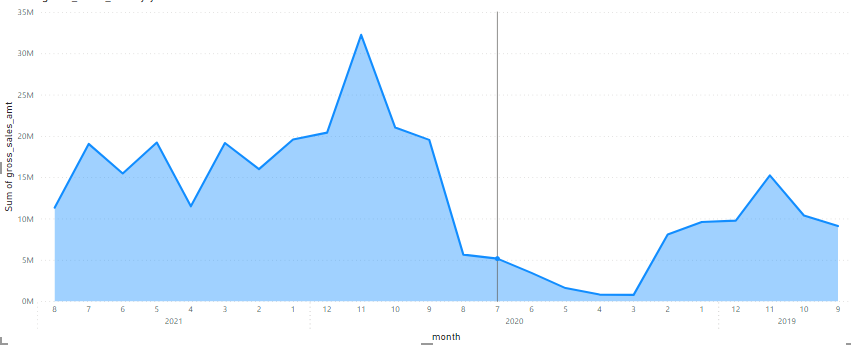 35M
30M
25M
20M
15M
10M
5M
0M
Sum of gross_sales_amt
8 7 6 5 4 3 2 1 12 11 10 9 8 7 6 5 4 3 2 1 12 11 10 9
2021 2020 2019
month